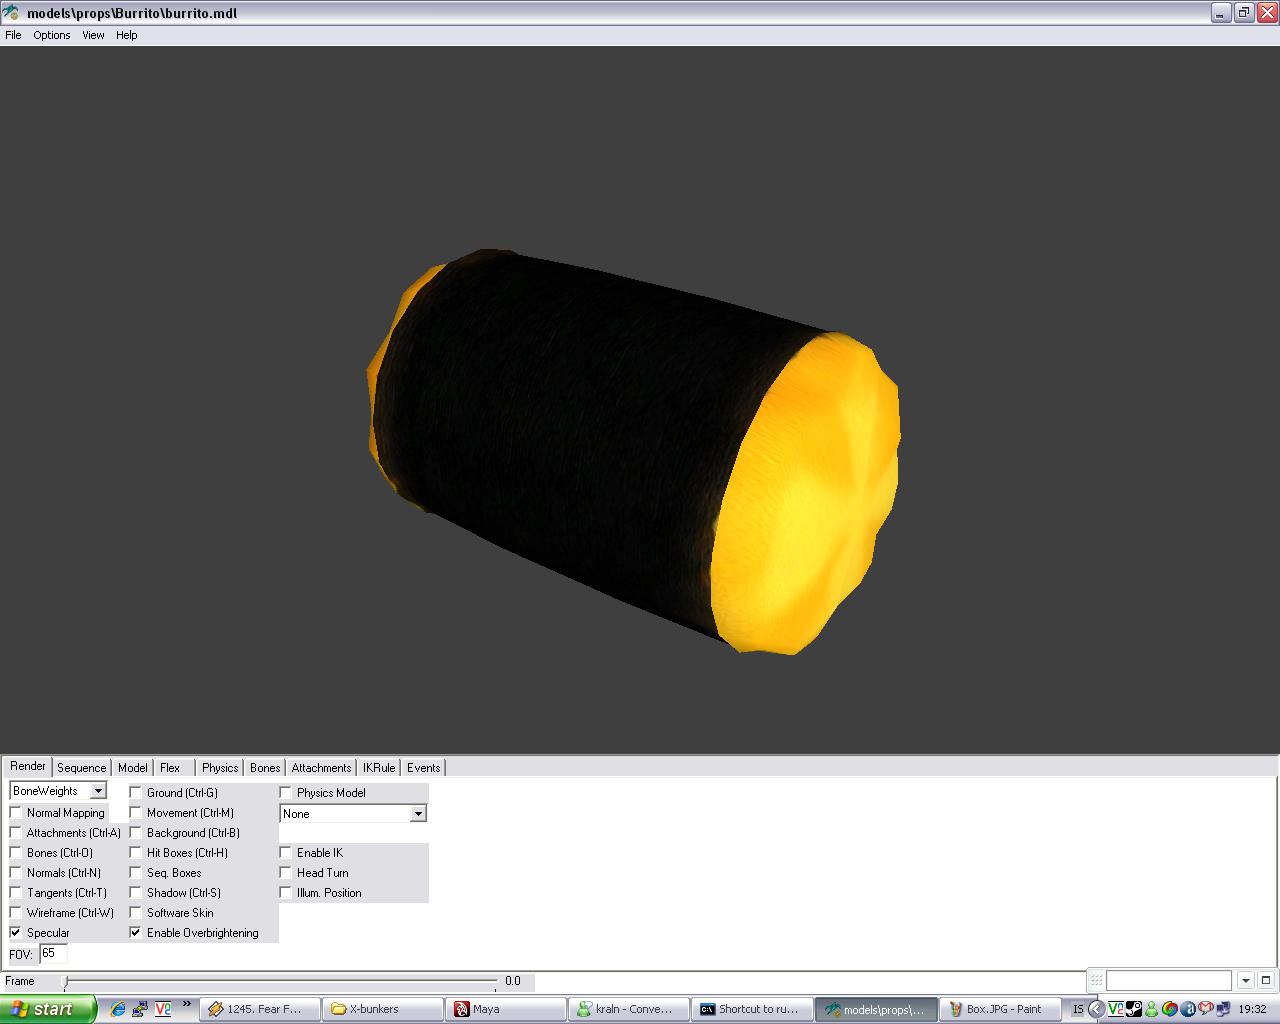 models\props\Burrito\burrito.mdl
File Options View Help
Render Sequence Model Flex Physics Bones Attachments IKRule Events
BoneWeights Ground (Ctrl-G) Physics Model
Normal Mapping Movement (Ctrl-M) None
Attachments (Ctrl-A) Background (Ctrl-B)
Bones (Ctrl-O) Hit Boxes (Ctrl-H) Enable IK
Normals (Ctrl-N) Seq. Boxes Head Turn
Tangents (Ctrl-T) Shadow (Ctrl-S) Illum. Position
Wireframe (Ctrl-W) Software Skin
Specular Enable Overbrightening
FOV: 65
Frame 0.0
start 1245. Fear F... X-bunkers Maya kraln - Conve... Shortcut to ru... models\props\... Box.JPG - Paint IS 19:32